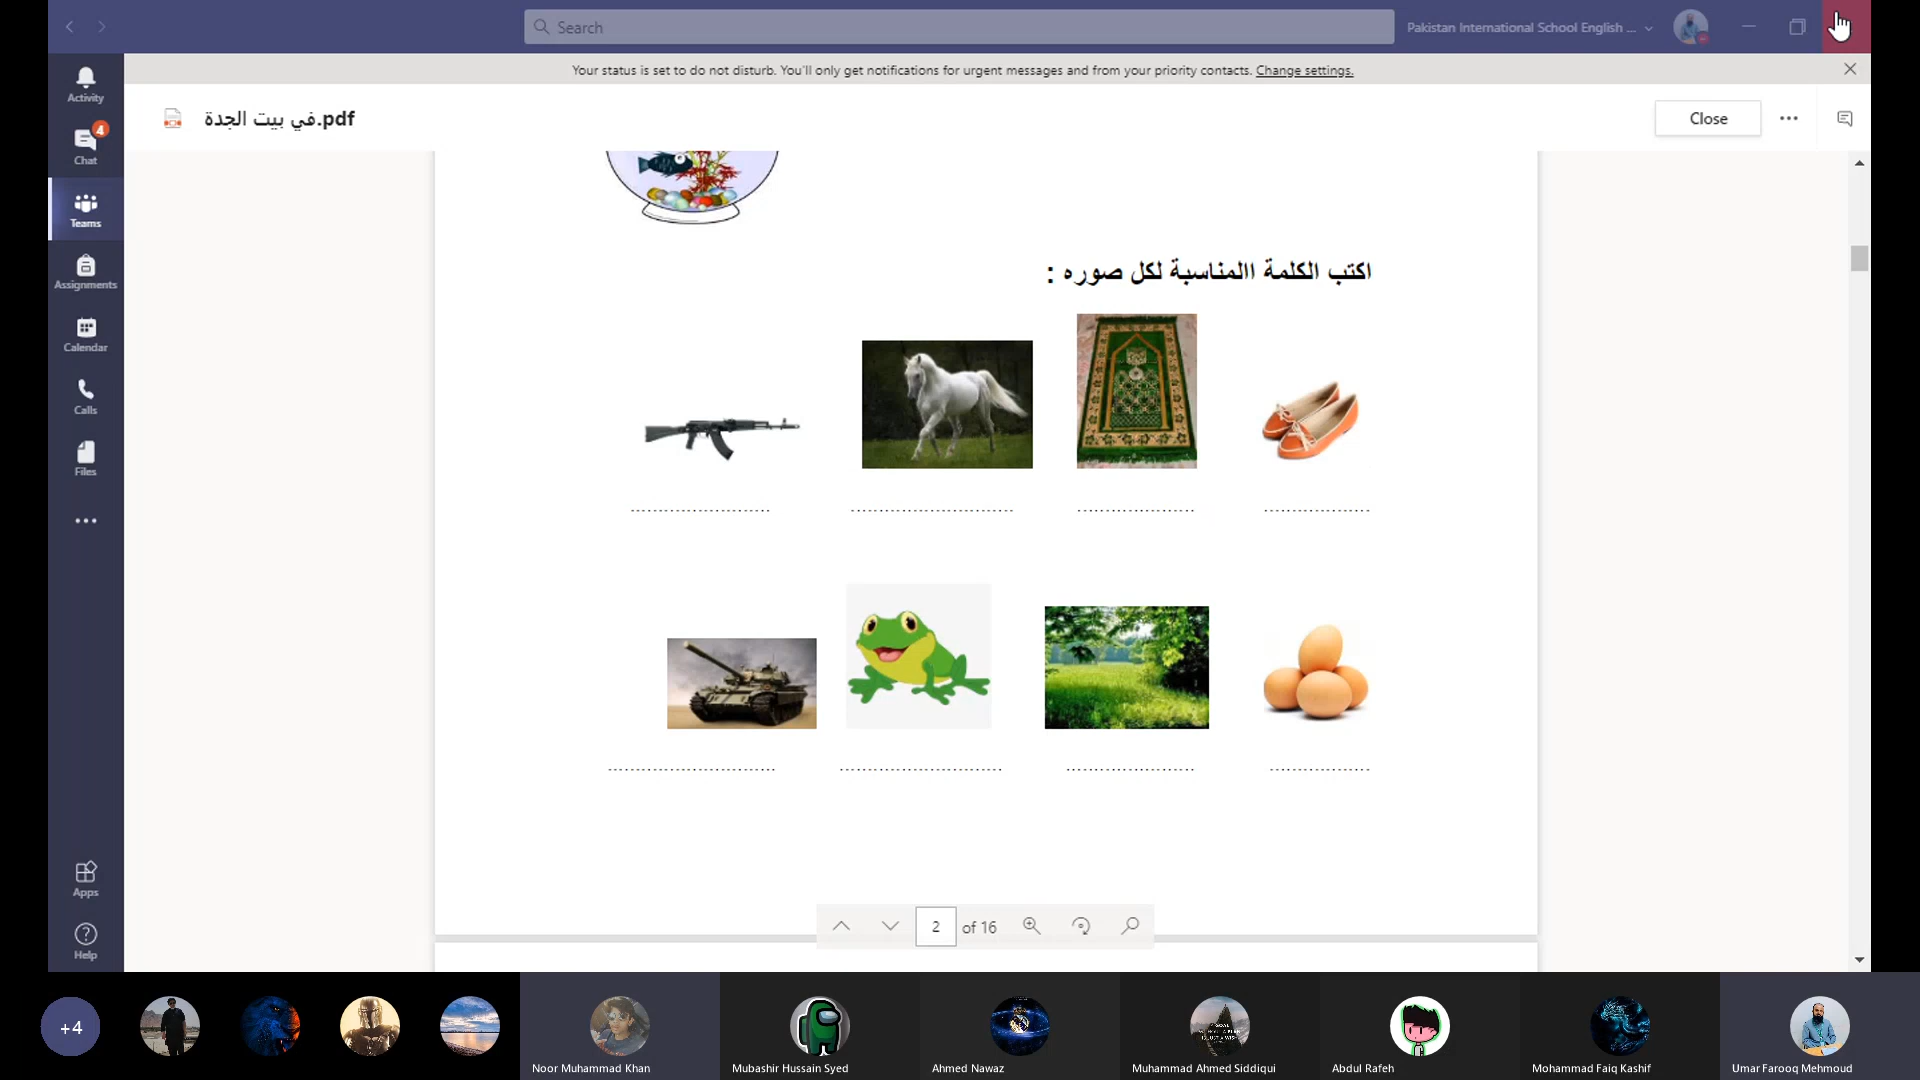 Search
Pakistan International School English ...
Your status is set to do not disturb. You'll only get notifications for urgent messages and from your priority contacts. Change settings.
Activity
4
Chat
Teams
Assignments
Calendar
Calls
Files
Apps
Help
في بيت الجدة.pdf
Close
اكتب الكلمة االمناسبة لكل صوره :
2 of 16
+4
Noor Muhammad Khan
Mubashir Hussain Syed
Ahmed Nawaz
Muhammad Ahmed Siddiqui
Abdul Rafeh
Mohammad Faiq Kashif
Umar Farooq Mehmoud